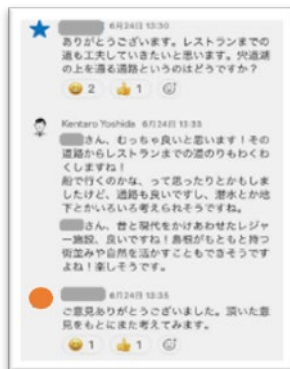 6月24日 13:30
ありがとうございます。レストランまでの
道も工夫していきたいと思います。宍道湖
の上を通る道路というのはどうですか？
2 1
Kentaro Yoshida 6月24日 13:33
さん、むっちゃ良いと思います！その
道路からレストランまでの道のりもわくわ
くしますね！
船で行くのかな、って思ったりとかもしま
したけど、道路も良いですし、潜水とか地
下とかいろいろ考えられそうですね。
さん、昔と現代をかけあわせたレジャ
ー施設、良いですね！島根がもともと持つ
街並みや自然を活かすこともできそうです
よね！楽しそうです。
6月24日 13:35
ご意見ありがとうございました。頂いた意
見をもとにまた考えてみます。
1 1